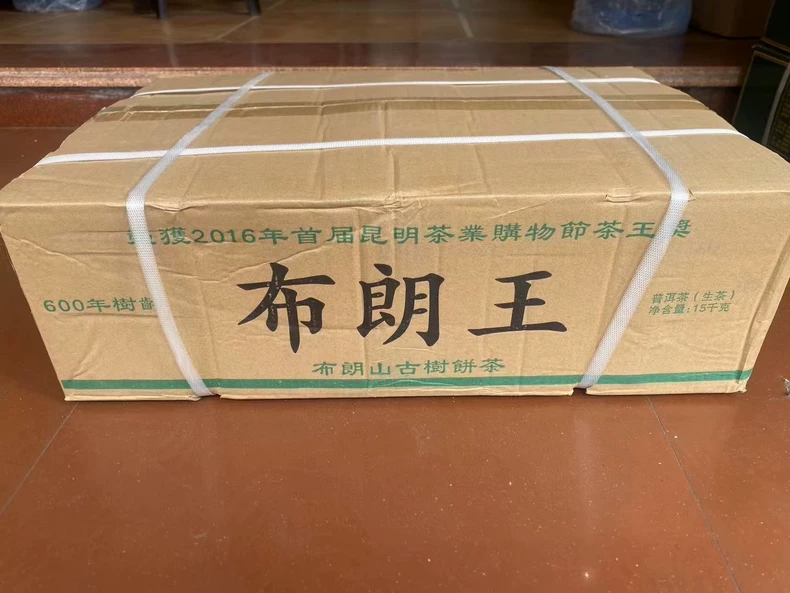 獲2016年首届昆明茶業購物節茶王獎
600年樹齡
布朗王
普洱茶（生茶）
净含量:15千克
布朗山古樹餅茶